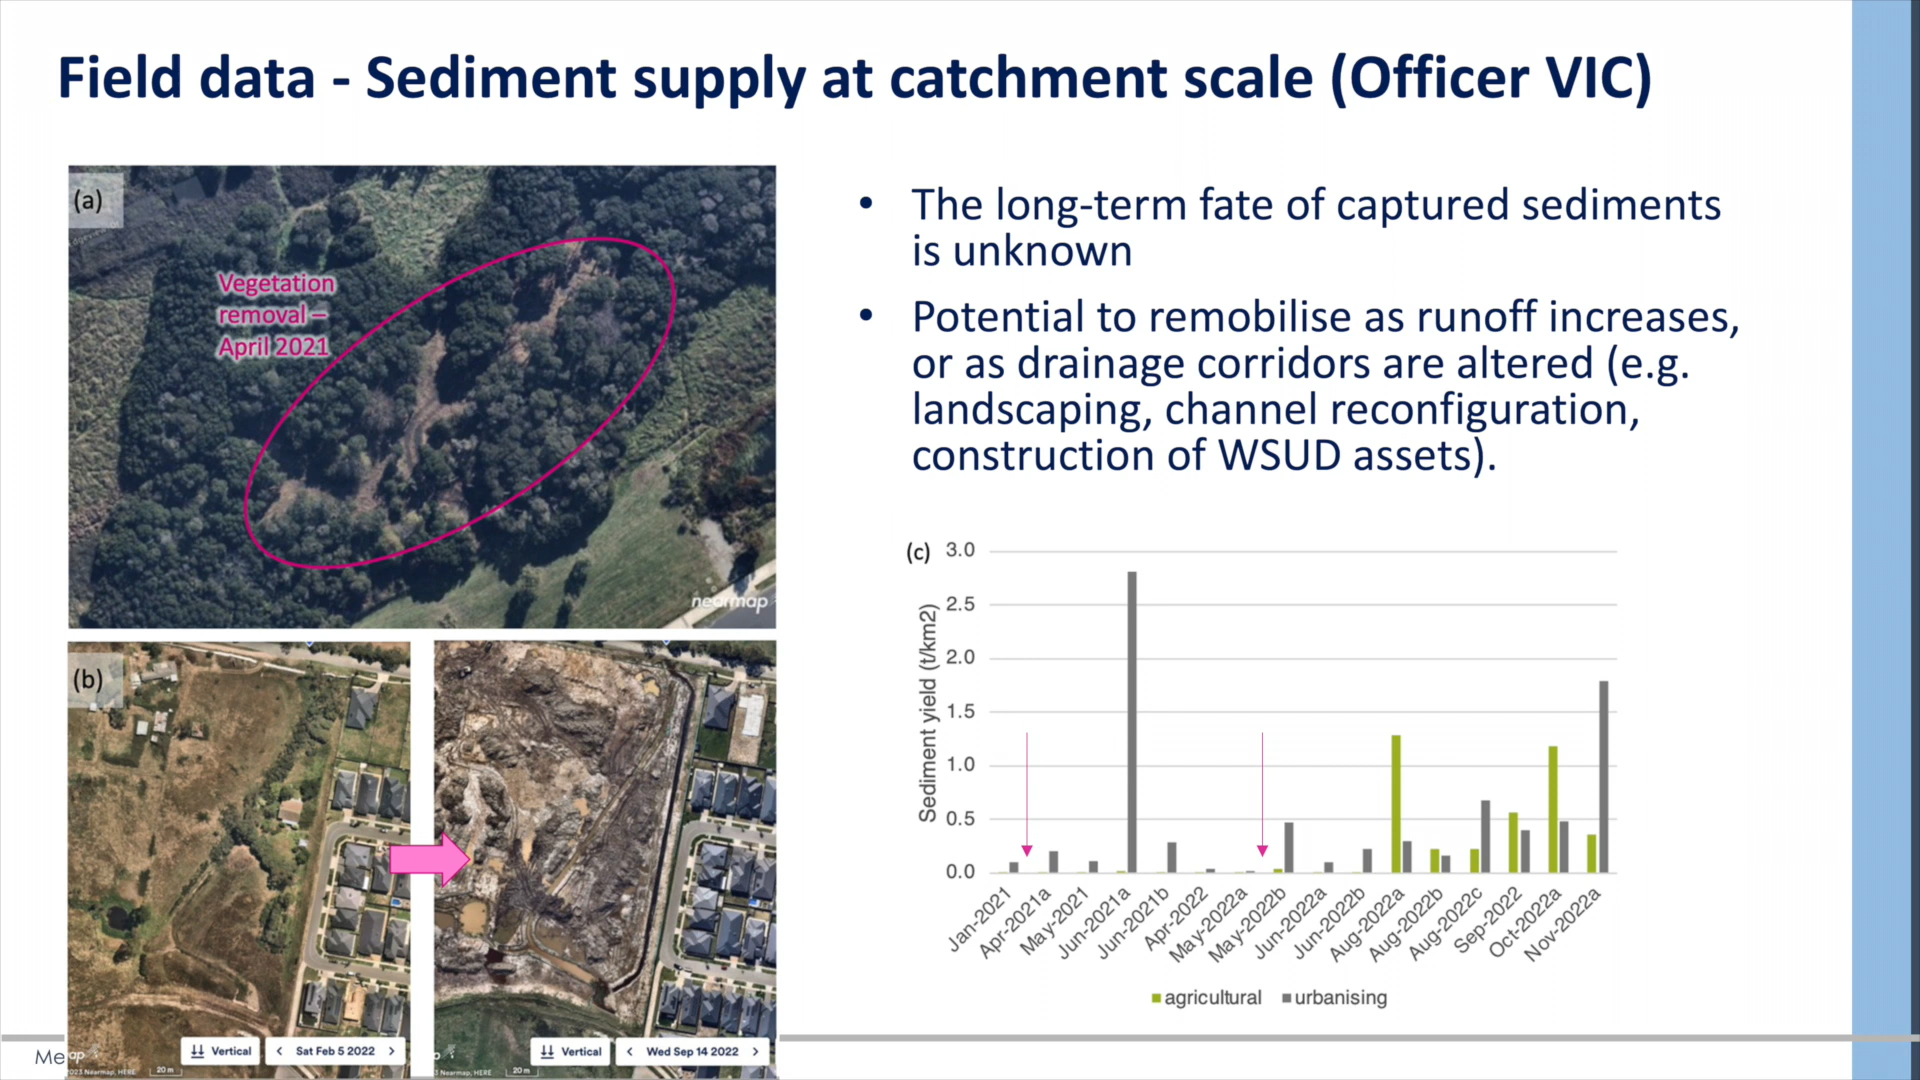 Field data - Sediment supply at catchment scale (Officer VIC)
(a)
Vegetation
removal –
April 2021
nearmap
(b)
Vertical
Sat Feb 5 2022
20 m
Vertical
Wed Sep 14 2022
3 Nearmap, HERE
20 m
• The long-term fate of captured sediments
is unknown
• Potential to remobilise as runoff increases,
or as drainage corridors are altered (e.g.
landscaping, channel reconfiguration,
construction of WSUD assets).
(c)
Sediment yield (t/km2)
3.0
2.5
2.0
1.5
1.0
0.5
0.0
Jan-2021
Apr-2021a
May-2021
Jun-2021a
Jun-2021b
Apr-2022
May-2022a
May-2022b
Jun-2022a
Jun-2022b
Aug-2022a
Aug-2022b
Aug-2022c
Sep-2022
Oct-2022a
Nov-2022a
agricultural
urbanising
Me